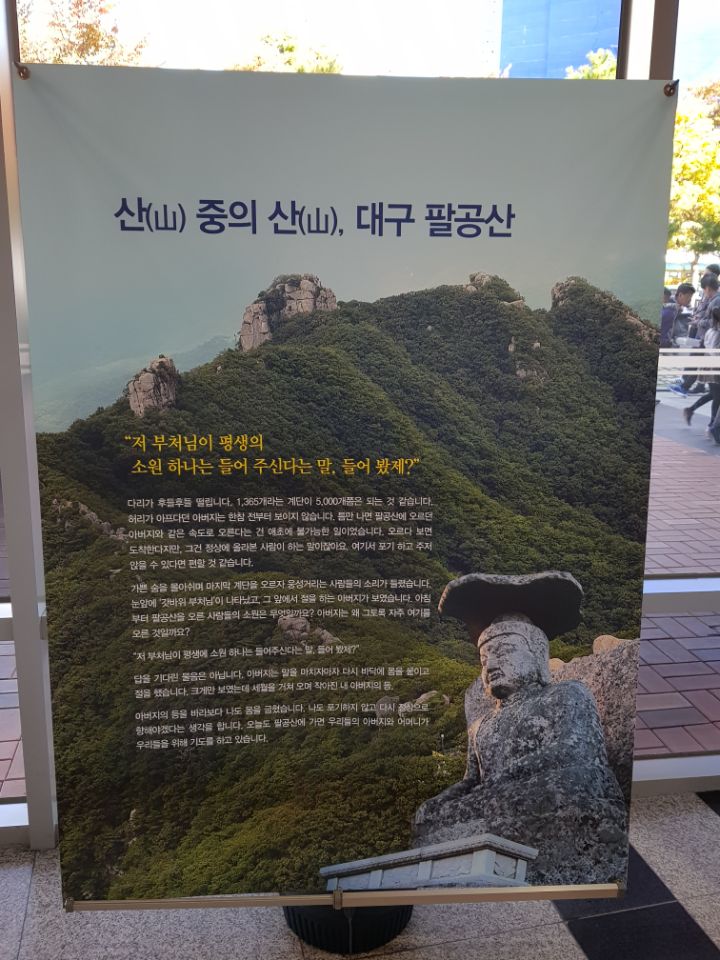 산(山) 중의 산(山), 대구 팔공산
“저 부처님이 평생의
소원 하나는 들어 주신다는 말, 들어 봤제?”
다리가 후들후들 떨립니다. 1,365개라는 계단이 5,000개쯤은 되는 것 같습니다.
허리가 아프다던 아버지는 한참 전부터 보이지 않습니다. 틈만 나면 팔공산에 오르던
아버지와 같은 속도로 오른다는 건 애초에 불가능한 일이었습니다. 오르다 보면
도착한다지만, 그건 정상에 올라본 사람이 하는 말이잖아요. 여기서 포기 하고 주저
앉을 수 있다면 편할 것 같습니다.
가쁜 숨을 몰아쉬며 마지막 계단을 오르자 웅성거리는 사람들의 소리가 들렸습니다.
눈앞에 ‘갓바위 부처님’이 나타났고, 그 앞에서 절을 하는 아버지가 보였습니다. 아침
부터 팔공산을 오른 사람들의 소원은 무엇일까요? 아버지는 왜 그토록 자주 여기를
오른 것일까요?
“저 부처님이 평생에 소원 하나는 들어주신다는 말, 들어 봤제?”
답을 기다린 물음은 아닙니다. 아버지는 말을 마치자마자 다시 바닥에 몸을 붙이고
절을 했습니다. 크게만 보였는데 세월을 거쳐 오며 작아진 내 아버지의 등.
아버지의 등을 바라보다 나도 몸을 굽혔습니다. 나도 포기하지 않고 다시 정상으로
향해야겠다는 생각을 합니다. 오늘도 팔공산에 가면 우리들의 아버지와 어머니가
우리들을 위해 기도를 하고 있습니다.